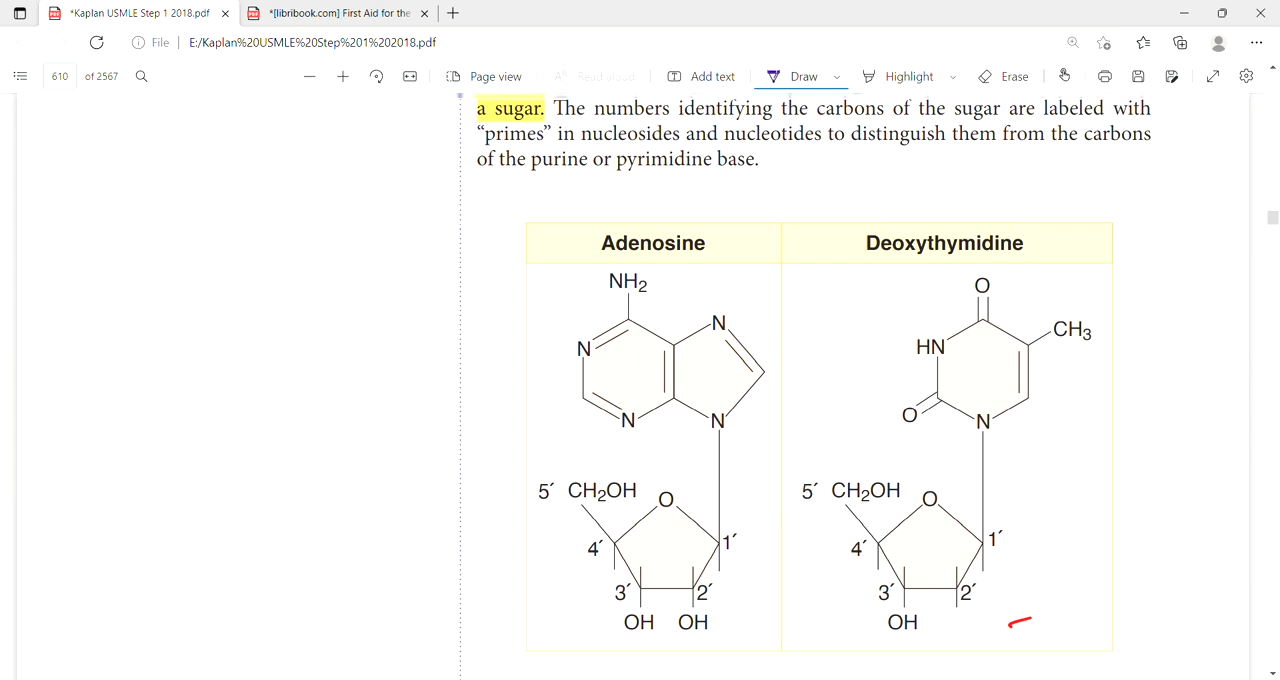 *Kaplan USMLE Step 1 2018.pdf
*[libribook.com] First Aid for the
File E:/Kaplan%20USMLE%20Step%201%202018.pdf
610 of 2567 Page view Read aloud Add text Draw Highlight Erase
a sugar. The numbers identifying the carbons of the sugar are labeled with
“primes” in nucleosides and nucleotides to distinguish them from the carbons
of the purine or pyrimidine base.
Adenosine
NH₂
N
N
N
N
5′ CH₂OH
O
4′
1′
3′
2′
OH OH
Deoxythymidine
O
CH₃
HN
O
N
5′ CH₂OH
O
4′
1′
3′
2′
OH